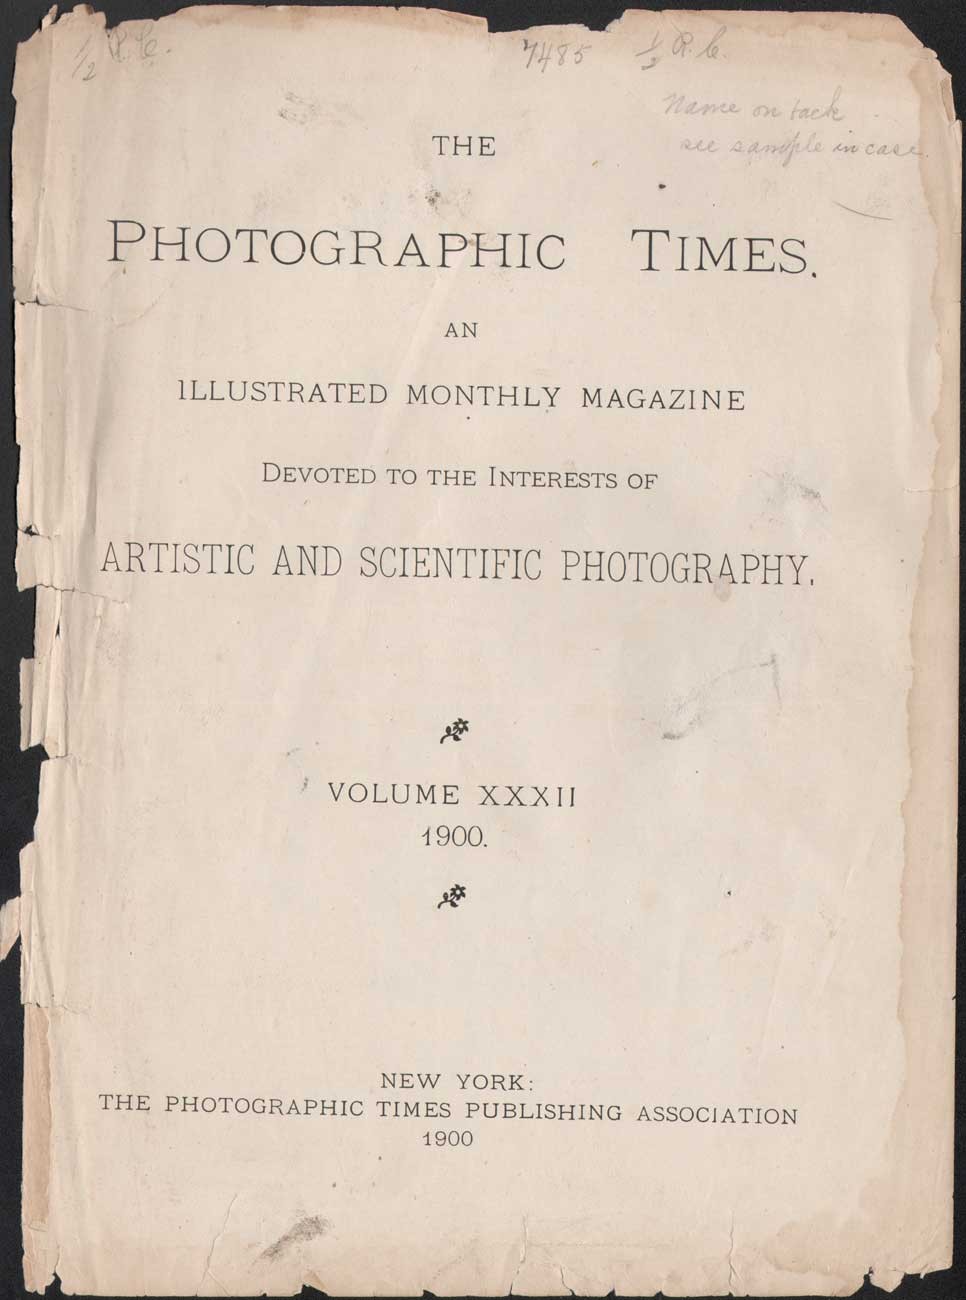 1/2 R. C.
7485 1/2 R. C.
Name on back
see sample in case
THE
PHOTOGRAPHIC TIMES.
AN
ILLUSTRATED MONTHLY MAGAZINE
DEVOTED TO THE INTERESTS OF
ARTISTIC AND SCIENTIFIC PHOTOGRAPHY.
VOLUME XXXII
1900.
NEW YORK:
THE PHOTOGRAPHIC TIMES PUBLISHING ASSOCIATION
1900